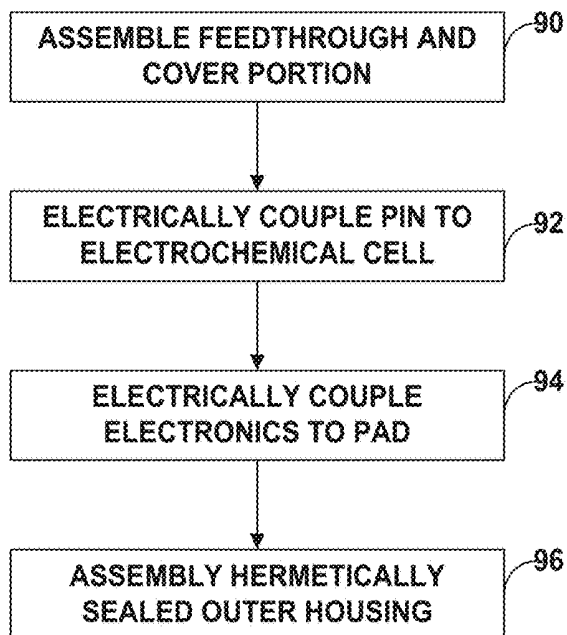 ASSEMBLE FEEDTHROUGH AND
COVER PORTION
90
ELECTRICALLY COUPLE PIN TO
ELECTROCHEMICAL CELL
92
ELECTRICALLY COUPLE
ELECTRONICS TO PAD
94
ASSEMBLY HERMETICALLY
SEALED OUTER HOUSING
96